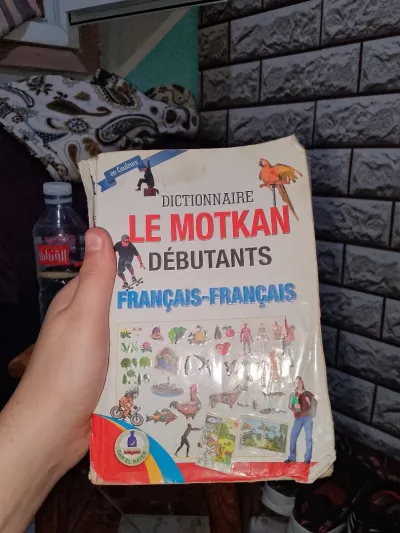 en Couleurs
DICTIONNAIRE
LE MOTKAN
DÉBUTANTS
FRANÇAIS-FRANÇAIS